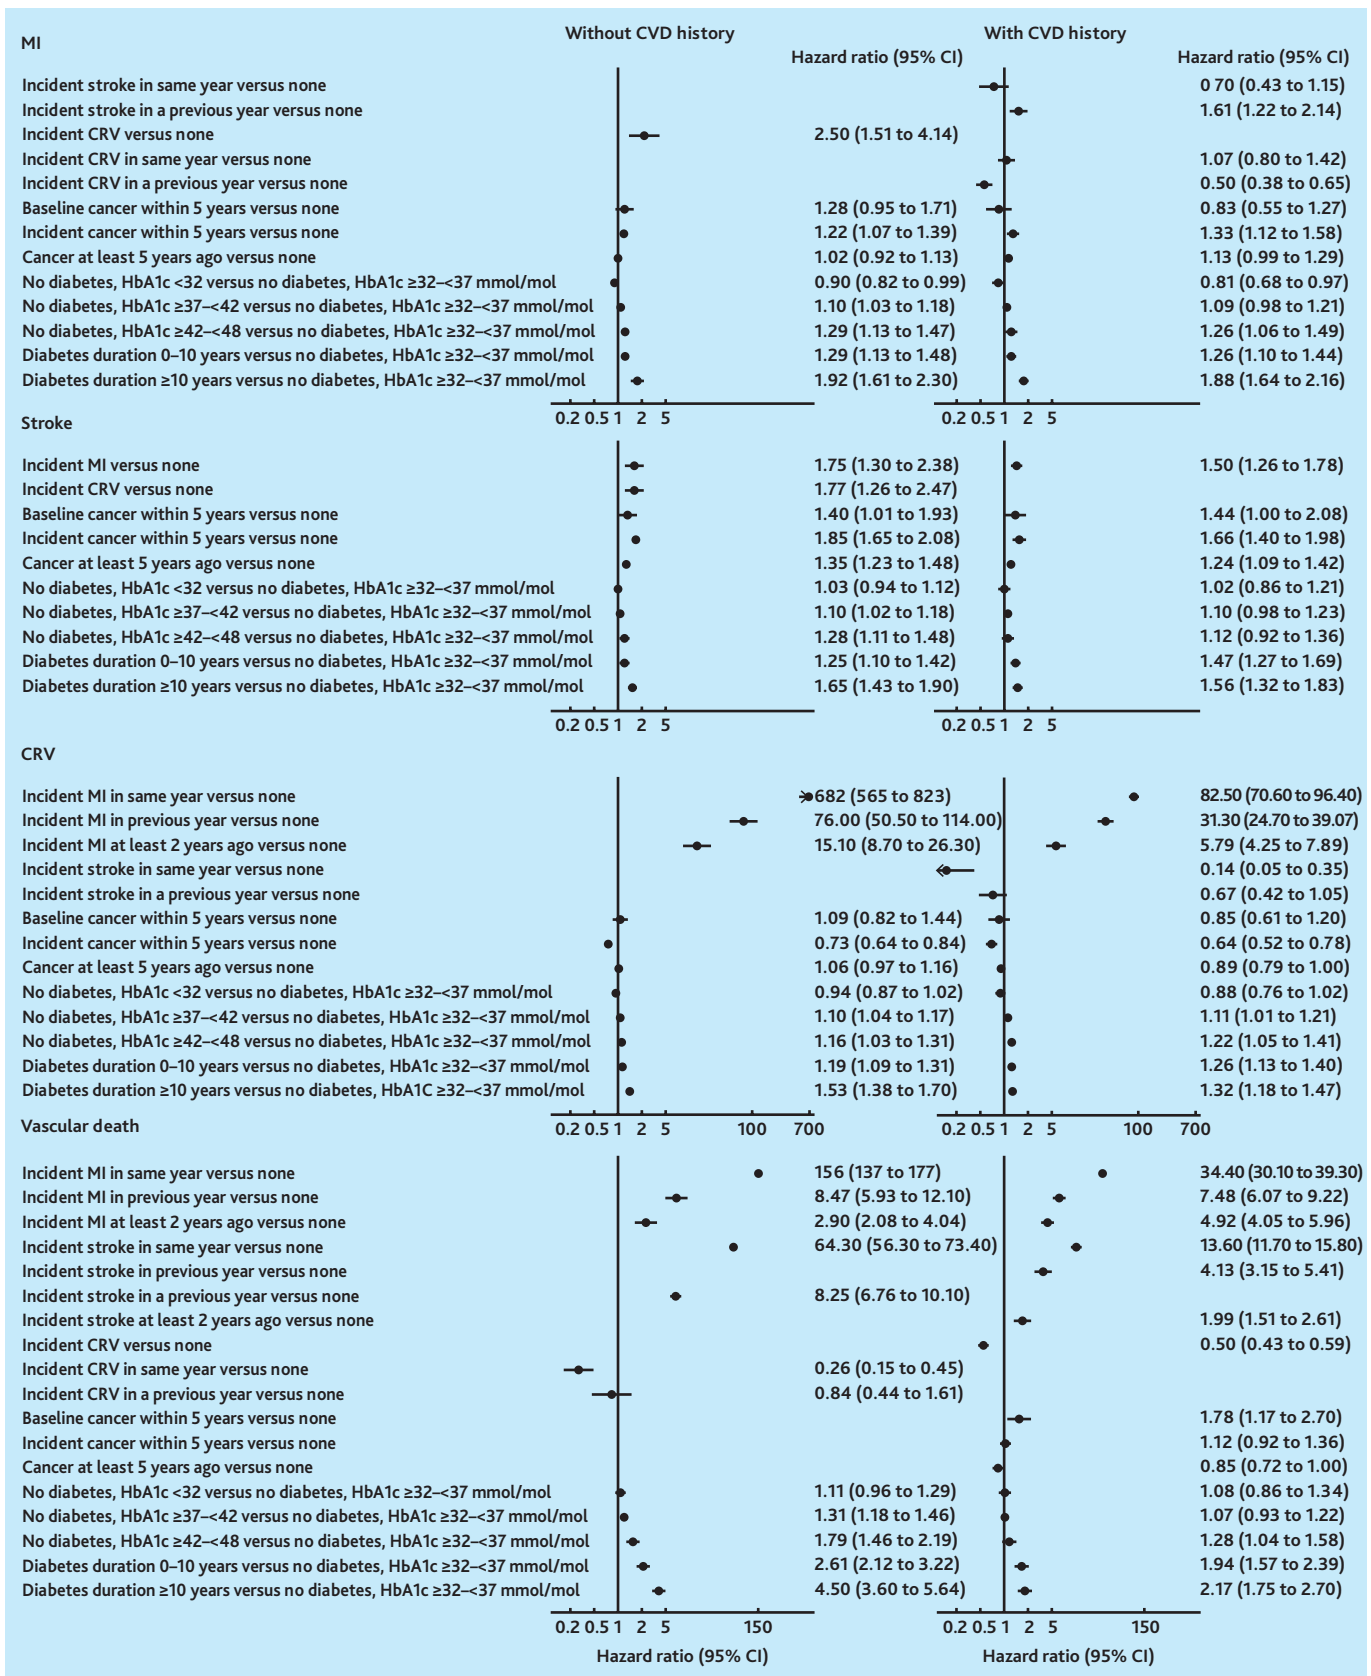 Without CVD history With CVD history
MI Hazard ratio (95% CI) Hazard ratio (95% CI)
Incident stroke in same year versus none 0 70 (0.43 to 1.15)
Incident stroke in a previous year versus none 1.61 (1.22 to 2.14)
Incident CRV versus none 2.50 (1.51 to 4.14)
Incident CRV in same year versus none 1.07 (0.80 to 1.42)
Incident CRV in a previous year versus none 0.50 (0.38 to 0.65)
Baseline cancer within 5 years versus none 1.28 (0.95 to 1.71) 0.83 (0.55 to 1.27)
Incident cancer within 5 years versus none 1.22 (1.07 to 1.39) 1.33 (1.12 to 1.58)
Cancer at least 5 years ago versus none 1.02 (0.92 to 1.13) 1.13 (0.99 to 1.29)
No diabetes, HbA1c <32 versus no diabetes, HbA1c ≥32–<37 mmol/mol 0.90 (0.82 to 0.99) 0.81 (0.68 to 0.97)
No diabetes, HbA1c ≥37–<42 versus no diabetes, HbA1c ≥32–<37 mmol/mol 1.10 (1.03 to 1.18) 1.09 (0.98 to 1.21)
No diabetes, HbA1c ≥42–<48 versus no diabetes, HbA1c ≥32–<37 mmol/mol 1.29 (1.13 to 1.47) 1.26 (1.06 to 1.49)
Diabetes duration 0–10 years versus no diabetes, HbA1c ≥32–<37 mmol/mol 1.29 (1.13 to 1.48) 1.26 (1.10 to 1.44)
Diabetes duration ≥10 years versus no diabetes, HbA1c ≥32–<37 mmol/mol 1.92 (1.61 to 2.30) 1.88 (1.64 to 2.16)
0.2 0.5 1 2 5 0.2 0.5 1 2 5
Stroke
Incident MI versus none 1.75 (1.30 to 2.38) 1.50 (1.26 to 1.78)
Incident CRV versus none 1.77 (1.26 to 2.47)
Baseline cancer within 5 years versus none 1.40 (1.01 to 1.93) 1.44 (1.00 to 2.08)
Incident cancer within 5 years versus none 1.85 (1.65 to 2.08) 1.66 (1.40 to 1.98)
Cancer at least 5 years ago versus none 1.35 (1.23 to 1.48) 1.24 (1.09 to 1.42)
No diabetes, HbA1c <32 versus no diabetes, HbA1c ≥32–<37 mmol/mol 1.03 (0.94 to 1.12) 1.02 (0.86 to 1.21)
No diabetes, HbA1c ≥37–<42 versus no diabetes, HbA1c ≥32–<37 mmol/mol 1.10 (1.02 to 1.18) 1.10 (0.98 to 1.23)
No diabetes, HbA1c ≥42–<48 versus no diabetes, HbA1c ≥32–<37 mmol/mol 1.28 (1.11 to 1.48) 1.12 (0.92 to 1.36)
Diabetes duration 0–10 years versus no diabetes, HbA1c ≥32–<37 mmol/mol 1.25 (1.10 to 1.42) 1.47 (1.27 to 1.69)
Diabetes duration ≥10 years versus no diabetes, HbA1c ≥32–<37 mmol/mol 1.65 (1.43 to 1.90) 1.56 (1.32 to 1.83)
0.2 0.5 1 2 5 0.2 0.5 1 2 5
CRV
Incident MI in same year versus none 682 (565 to 823) 82.50 (70.60 to 96.40)
Incident MI in previous year versus none 76.00 (50.50 to 114.00) 31.30 (24.70 to 39.07)
Incident MI at least 2 years ago versus none 15.10 (8.70 to 26.30) 5.79 (4.25 to 7.89)
Incident stroke in same year versus none 0.14 (0.05 to 0.35)
Incident stroke in a previous year versus none 0.67 (0.42 to 1.05)
Baseline cancer within 5 years versus none 1.09 (0.82 to 1.44) 0.85 (0.61 to 1.20)
Incident cancer within 5 years versus none 0.73 (0.64 to 0.84) 0.64 (0.52 to 0.78)
Cancer at least 5 years ago versus none 1.06 (0.97 to 1.16) 0.89 (0.79 to 1.00)
No diabetes, HbA1c <32 versus no diabetes, HbA1c ≥32–<37 mmol/mol 0.94 (0.87 to 1.02) 0.88 (0.76 to 1.02)
No diabetes, HbA1c ≥37–<42 versus no diabetes, HbA1c ≥32–<37 mmol/mol 1.10 (1.04 to 1.17) 1.11 (1.01 to 1.21)
No diabetes, HbA1c ≥42–<48 versus no diabetes, HbA1c ≥32–<37 mmol/mol 1.16 (1.03 to 1.31) 1.22 (1.05 to 1.41)
Diabetes duration 0–10 years versus no diabetes, HbA1c ≥32–<37 mmol/mol 1.19 (1.09 to 1.31) 1.26 (1.13 to 1.40)
Diabetes duration ≥10 years versus no diabetes, HbA1C ≥32–<37 mmol/mol 1.53 (1.38 to 1.70) 1.32 (1.18 to 1.47)
Vascular death 0.2 0.5 1 2 5 100 700 0.2 0.5 1 2 5 100 700
Incident MI in same year versus none 156 (137 to 177) 34.40 (30.10 to 39.30)
Incident MI in previous year versus none 8.47 (5.93 to 12.10) 7.48 (6.07 to 9.22)
Incident MI at least 2 years ago versus none 2.90 (2.08 to 4.04) 4.92 (4.05 to 5.96)
Incident stroke in same year versus none 64.30 (56.30 to 73.40) 13.60 (11.70 to 15.80)
Incident stroke in previous year versus none 4.13 (3.15 to 5.41)
Incident stroke in a previous year versus none 8.25 (6.76 to 10.10)
Incident stroke at least 2 years ago versus none 1.99 (1.51 to 2.61)
Incident CRV versus none 0.50 (0.43 to 0.59)
Incident CRV in same year versus none 0.26 (0.15 to 0.45)
Incident CRV in a previous year versus none 0.84 (0.44 to 1.61)
Baseline cancer within 5 years versus none 1.78 (1.17 to 2.70)
Incident cancer within 5 years versus none 1.12 (0.92 to 1.36)
Cancer at least 5 years ago versus none 0.85 (0.72 to 1.00)
No diabetes, HbA1c <32 versus no diabetes, HbA1c ≥32–<37 mmol/mol 1.11 (0.96 to 1.29) 1.08 (0.86 to 1.34)
No diabetes, HbA1c ≥37–<42 versus no diabetes, HbA1c ≥32–<37 mmol/mol 1.31 (1.18 to 1.46) 1.07 (0.93 to 1.22)
No diabetes, HbA1c ≥42–<48 versus no diabetes, HbA1c ≥32–<37 mmol/mol 1.79 (1.46 to 2.19) 1.28 (1.04 to 1.58)
Diabetes duration 0–10 years versus no diabetes, HbA1c ≥32–<37 mmol/mol 2.61 (2.12 to 3.22) 1.94 (1.57 to 2.39)
Diabetes duration ≥10 years versus no diabetes, HbA1c ≥32–<37 mmol/mol 4.50 (3.60 to 5.64) 2.17 (1.75 to 2.70)
0.2 0.5 1 2 5 150 0.2 0.5 1 2 5 150
Hazard ratio (95% CI) Hazard ratio (95% CI)